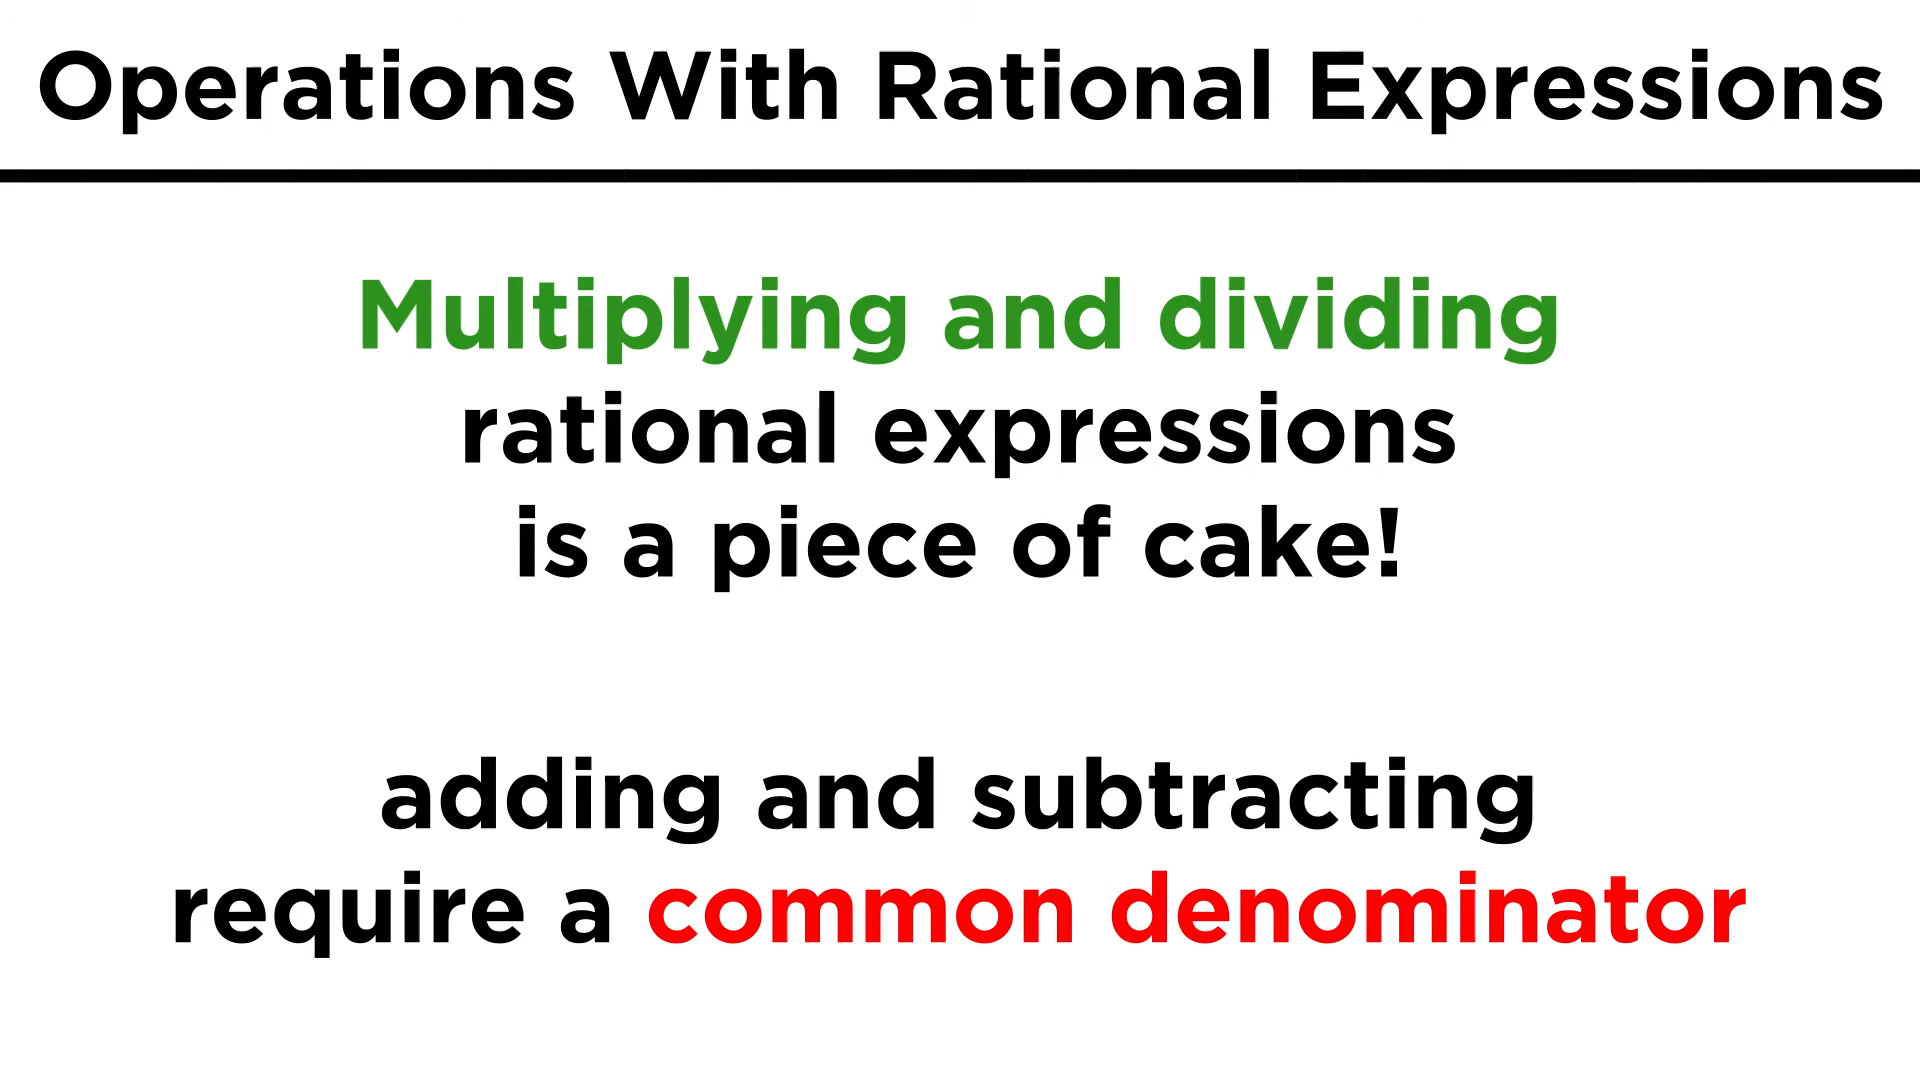 Operations With Rational Expressions
Multiplying and dividing
rational expressions
is a piece of cake!
adding and subtracting
require a common denominator